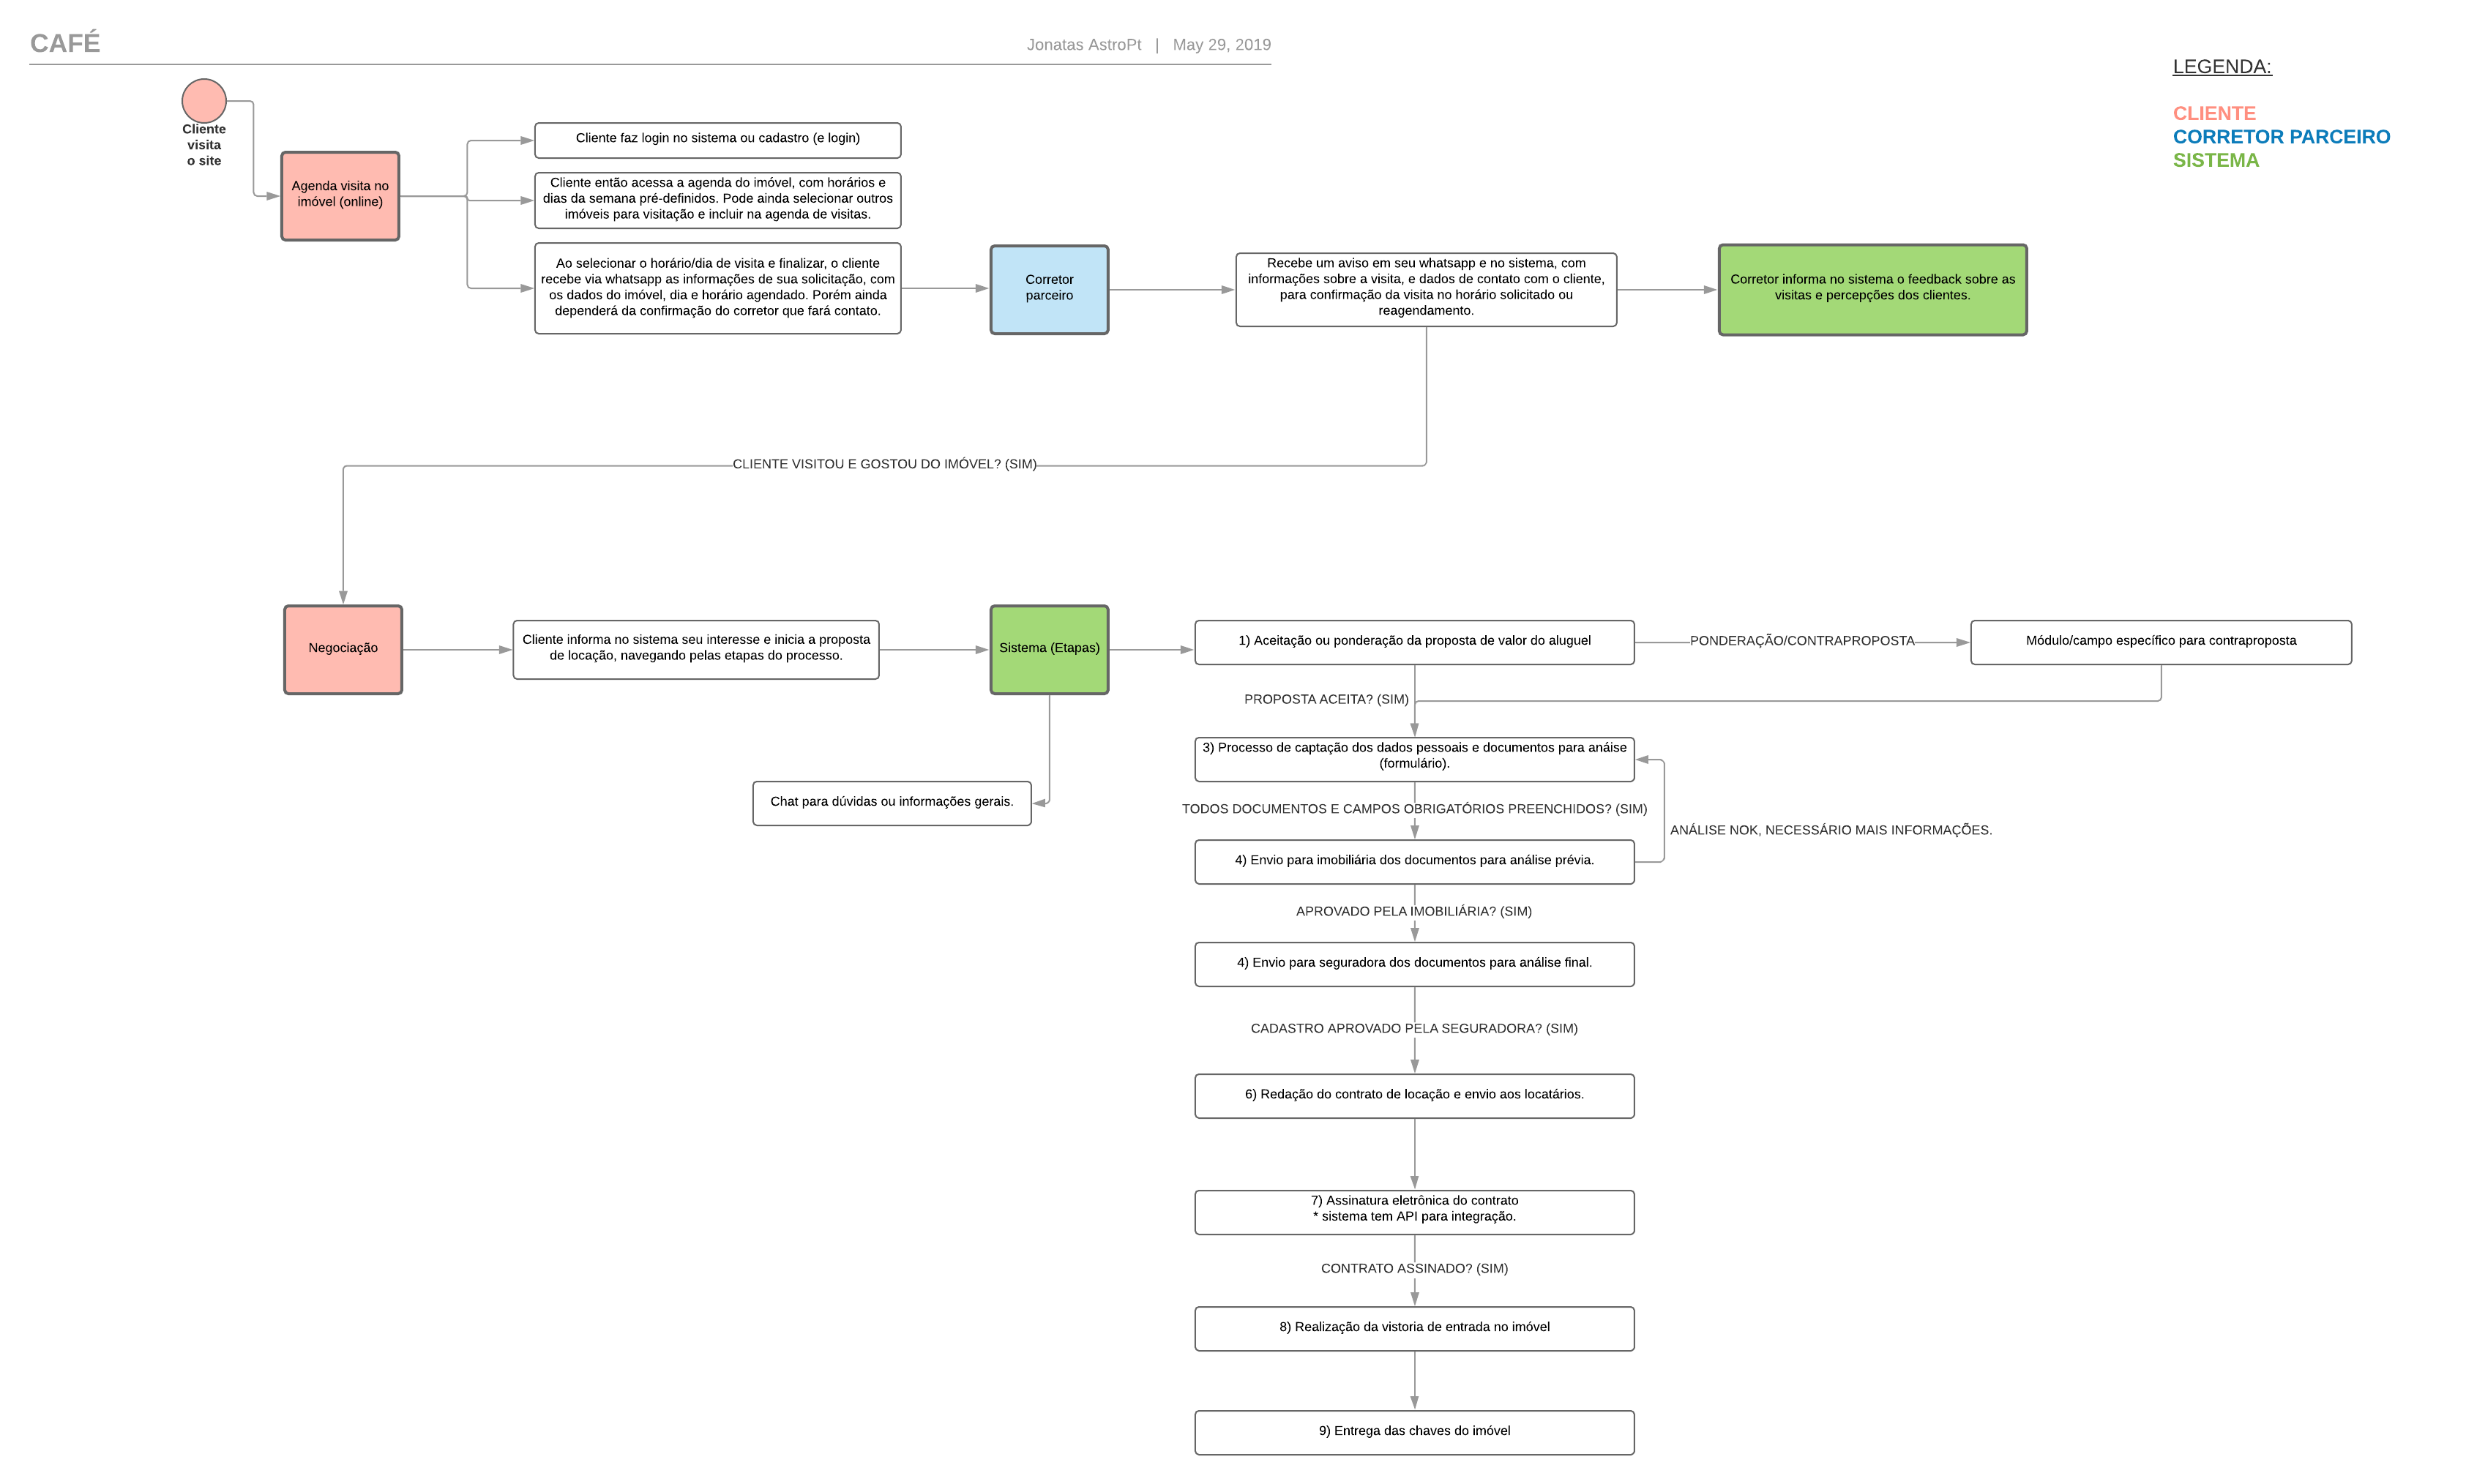 CAFÉ
Jonatas AstroPt | May 29, 2019
LEGENDA:
CLIENTE
CORRETOR PARCEIRO
SISTEMA
Cliente
visita
o site
Agenda visita no
imóvel (online)
Cliente faz login no sistema ou cadastro (e login)
Cliente então acessa a agenda do imóvel, com horários e
dias da semana pré-definidos. Pode ainda selecionar outros
imóveis para visitação e incluir na agenda de visitas.
Ao selecionar o horário/dia de visita e finalizar, o cliente
recebe via whatsapp as informações de sua solicitação, com
os dados do imóvel, dia e horário agendado. Porém ainda
dependerá da confirmação do corretor que fará contato.
Corretor
parceiro
Recebe um aviso em seu whatsapp e no sistema, com
informações sobre a visita, e dados de contato com o cliente,
para confirmação da visita no horário solicitado ou
reagendamento.
Corretor informa no sistema o feedback sobre as
visitas e percepções dos clientes.
CLIENTE VISITOU E GOSTOU DO IMÓVEL? (SIM)
Negociação
Cliente informa no sistema seu interesse e inicia a proposta
de locação, navegando pelas etapas do processo.
Sistema (Etapas)
1) Aceitação ou ponderação da proposta de valor do aluguel
PONDERAÇÃO/CONTRAPROPOSTA
Módulo/campo específico para contraproposta
PROPOSTA ACEITA? (SIM)
3) Processo de captação dos dados pessoais e documentos para anáise
(formulário).
Chat para dúvidas ou informações gerais.
TODOS DOCUMENTOS E CAMPOS OBRIGATÓRIOS PREENCHIDOS? (SIM)
ANÁLISE NOK, NECESSÁRIO MAIS INFORMAÇÕES.
4) Envio para imobiliária dos documentos para análise prévia.
APROVADO PELA IMOBILIÁRIA? (SIM)
4) Envio para seguradora dos documentos para análise final.
CADASTRO APROVADO PELA SEGURADORA? (SIM)
6) Redação do contrato de locação e envio aos locatários.
7) Assinatura eletrônica do contrato
* sistema tem API para integração.
CONTRATO ASSINADO? (SIM)
8) Realização da vistoria de entrada no imóvel
9) Entrega das chaves do imóvel